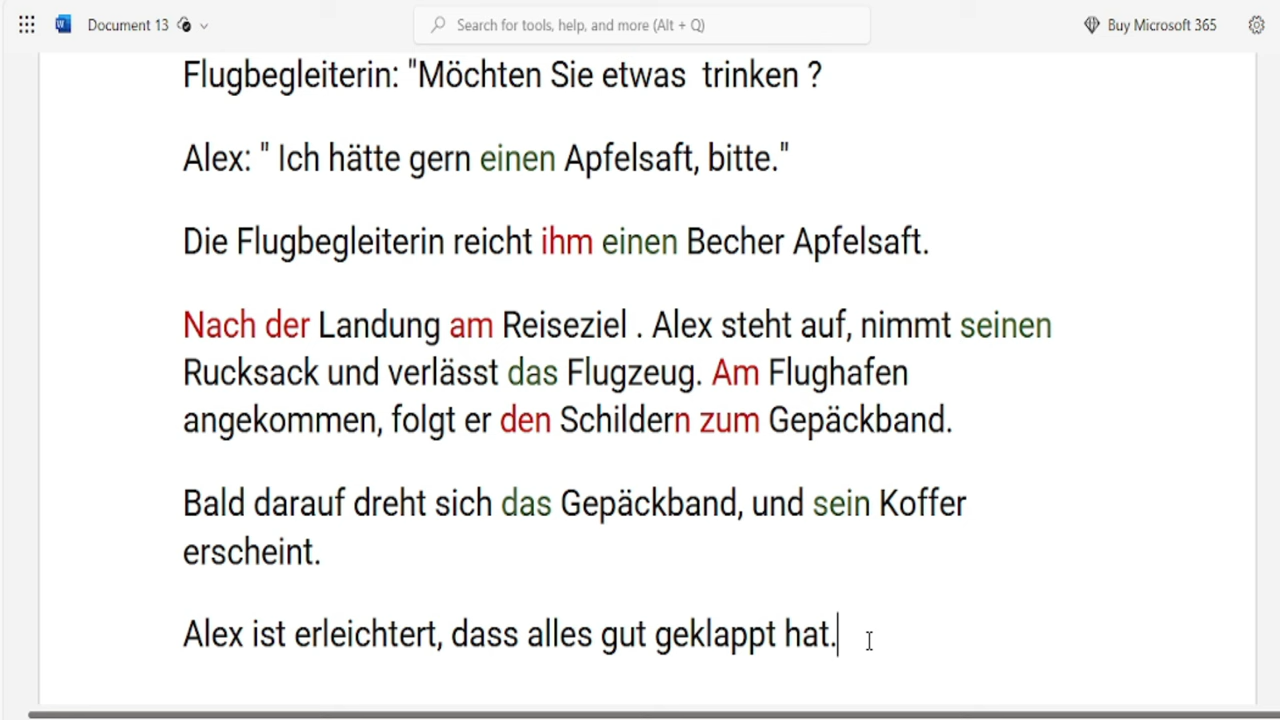 Document 13
Search for tools, help, and more (Alt + Q)
Buy Microsoft 365
Flugbegleiterin: "Möchten Sie etwas  trinken ?
Alex: " Ich hätte gern einen Apfelsaft, bitte."
Die Flugbegleiterin reicht ihm einen Becher Apfelsaft.
Nach der Landung am Reiseziel . Alex steht auf, nimmt seinen
Rucksack und verlässt das Flugzeug. Am Flughafen
angekommen, folgt er den Schildern zum Gepäckband.
Bald darauf dreht sich das Gepäckband, und sein Koffer
erscheint.
Alex ist erleichtert, dass alles gut geklappt hat.